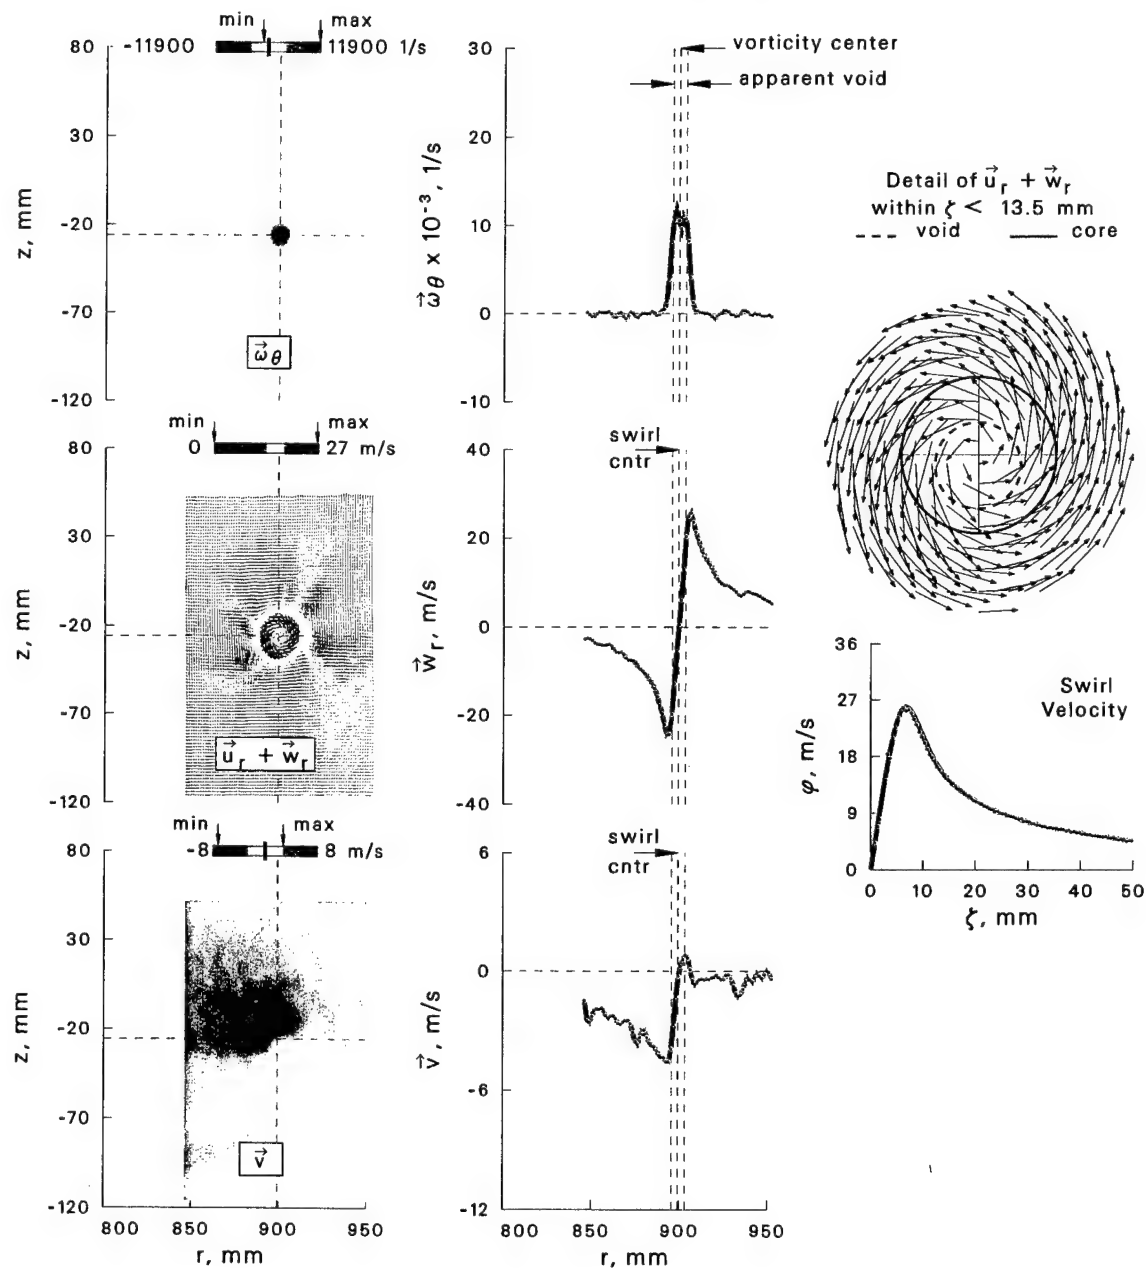 min max
-11900 11900 1/s
80
30
-20
-70
-120
z, mm
ω⃗θ
30
20
10
0
-10
ω⃗θ x 10⁻³, 1/s
vorticity center
apparent void
Detail of u⃗r + w⃗r
within ζ < 13.5 mm
void core
min max
0 27 m/s
80
30
-20
-70
-120
z, mm
u⃗r + w⃗r
40
20
0
-20
-40
w⃗r, m/s
swirl
cntr
36
27
18
9
0
φ, m/s
Swirl
Velocity
0 10 20 30 40 50
ζ, mm
min max
-8 8 m/s
80
30
-20
-70
-120
z, mm
v⃗
800 850 900 950
r, mm
6
0
-6
-12
v⃗, m/s
swirl
cntr
800 850 900 950
r, mm